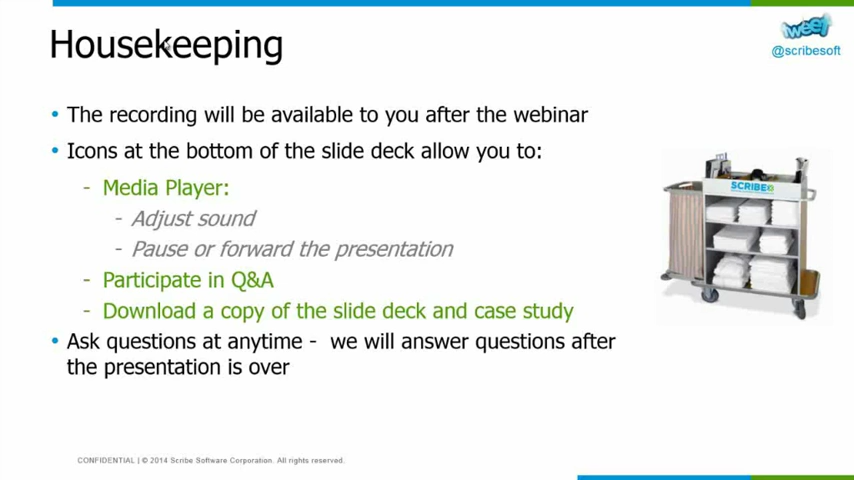 Housekeeping
tweet
@scribesoft
• The recording will be available to you after the webinar
• Icons at the bottom of the slide deck allow you to:
- Media Player:
- Adjust sound
- Pause or forward the presentation
- Participate in Q&A
- Download a copy of the slide deck and case study
• Ask questions at anytime - we will answer questions after
the presentation is over
SCRIBE
CONFIDENTIAL | © 2014 Scribe Software Corporation. All rights reserved.